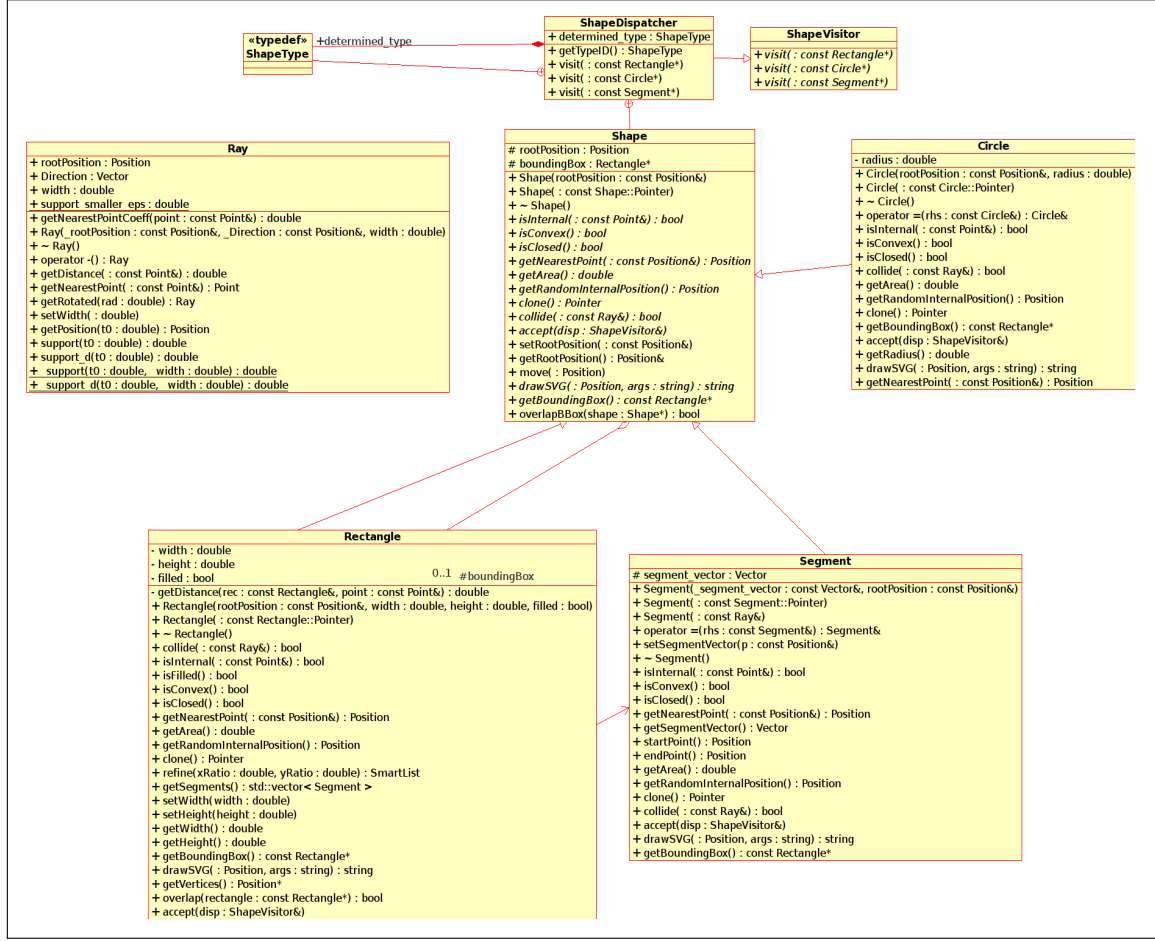 «typedef»
ShapeType
+determined_type
ShapeDispatcher
+ determined_type : ShapeType
+ getTypeID() : ShapeType
+ visit( : const Rectangle*)
+ visit( : const Circle*)
+ visit( : const Segment*)
ShapeVisitor
+ visit( : const Rectangle*)
+ visit( : const Circle*)
+ visit( : const Segment*)
Ray
+ rootPosition : Position
+ Direction : Vector
+ width : double
+ support_smaller_eps : double
+ getNearestPointCoeff(point : const Point&) : double
+ Ray(_rootPosition : const Position&, _Direction : const Position&, width : double)
+ ~ Ray()
+ operator -() : Ray
+ getDistance( : const Point&) : double
+ getNearestPoint( : const Point&) : Point
+ getRotated(rad : double) : Ray
+ setWidth( : double)
+ getPosition(t0 : double) : Position
+ support(t0 : double) : double
+ support_d(t0 : double) : double
+ _support(t0 : double, _width : double) : double
+ _support_d(t0 : double, _width : double) : double
Shape
# rootPosition : Position
# boundingBox : Rectangle*
+ Shape(rootPosition : const Position&)
+ Shape( : const Shape::Pointer)
+ ~ Shape()
+ isInternal( : const Point&) : bool
+ isConvex() : bool
+ isClosed() : bool
+ getNearestPoint( : const Position&) : Position
+ getArea() : double
+ getRandomInternalPosition() : Position
+ clone() : Pointer
+ collide( : const Ray&) : bool
+ accept(disp : ShapeVisitor&)
+ setRootPosition( : const Position&)
+ getRootPosition() : Position&
+ move( : Position)
+ drawSVG( : Position, args : string) : string
+ getBoundingBox() : const Rectangle*
+ overlapBBox(shape : Shape*) : bool
Circle
- radius : double
+ Circle(rootPosition : const Position&, radius : double)
+ Circle( : const Circle::Pointer)
+ ~ Circle()
+ operator =(rhs : const Circle&) : Circle&
+ isInternal( : const Point&) : bool
+ isConvex() : bool
+ isClosed() : bool
+ collide( : const Ray&) : bool
+ getArea() : double
+ getRandomInternalPosition() : Position
+ clone() : Pointer
+ getBoundingBox() : const Rectangle*
+ accept(disp : ShapeVisitor&)
+ getRadius() : double
+ drawSVG( : Position, args : string) : string
+ getNearestPoint( : const Position&) : Position
Rectangle
- width : double
- height : double
- filled : bool
0..1 #boundingBox
- getDistance(rec : const Rectangle&, point : const Point&) : double
+ Rectangle(rootPosition : const Position&, width : double, height : double, filled : bool)
+ Rectangle( : const Rectangle::Pointer)
+ ~ Rectangle()
+ collide( : const Ray&) : bool
+ isInternal( : const Point&) : bool
+ isFilled() : bool
+ isConvex() : bool
+ isClosed() : bool
+ getNearestPoint( : const Position&) : Position
+ getArea() : double
+ getRandomInternalPosition() : Position
+ clone() : Pointer
+ refine(xRatio : double, yRatio : double) : SmartList
+ getSegments() : std::vector< Segment >
+ setWidth(width : double)
+ setHeight(height : double)
+ getWidth() : double
+ getHeight() : double
+ getBoundingBox() : const Rectangle*
+ drawSVG( : Position, args : string) : string
+ getVertices() : Position*
+ overlap(rectangle : const Rectangle*) : bool
+ accept(disp : ShapeVisitor&)
Segment
# segment_vector : Vector
+ Segment(_segment_vector : const Vector&, rootPosition : const Position&)
+ Segment( : const Segment::Pointer)
+ Segment( : const Ray&)
+ operator =(rhs : const Segment&) : Segment&
+ setSegmentVector(p : const Position&)
+ ~ Segment()
+ isInternal( : const Point&) : bool
+ isConvex() : bool
+ isClosed() : bool
+ getNearestPoint( : const Position&) : Position
+ getSegmentVector() : Vector
+ startPoint() : Position
+ endPoint() : Position
+ getArea() : double
+ getRandomInternalPosition() : Position
+ clone() : Pointer
+ collide( : const Ray&) : bool
+ accept(disp : ShapeVisitor&)
+ drawSVG( : Position, args : string) : string
+ getBoundingBox() : const Rectangle*